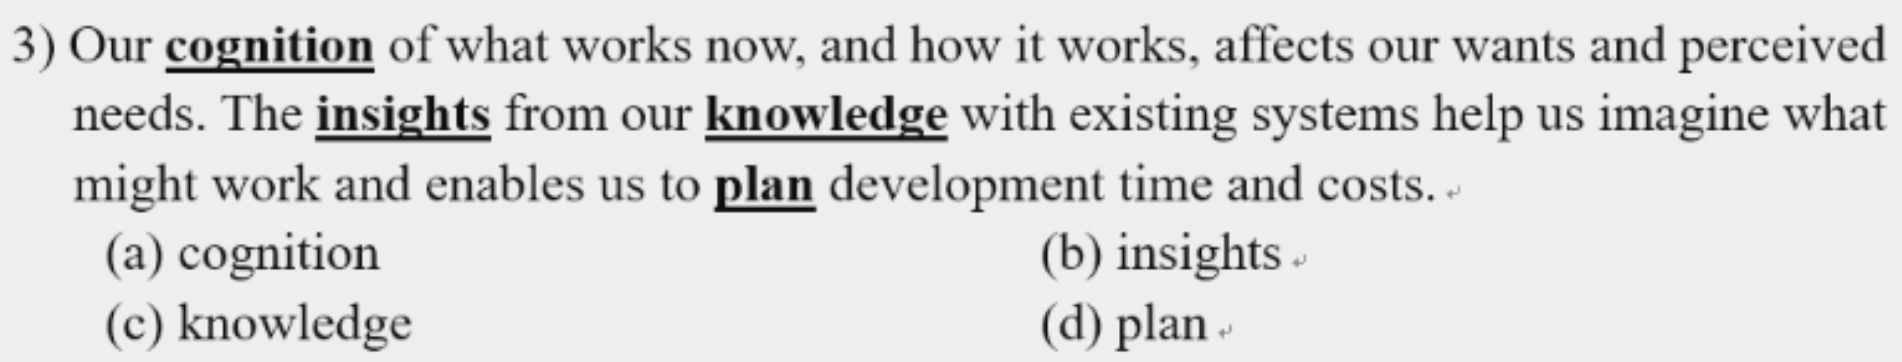 3) Our cognition of what works now, and how it works, affects our wants and perceived
needs. The insights from our knowledge with existing systems help us imagine what
might work and enables us to plan development time and costs.
(a) cognition (b) insights
(c) knowledge (d) plan